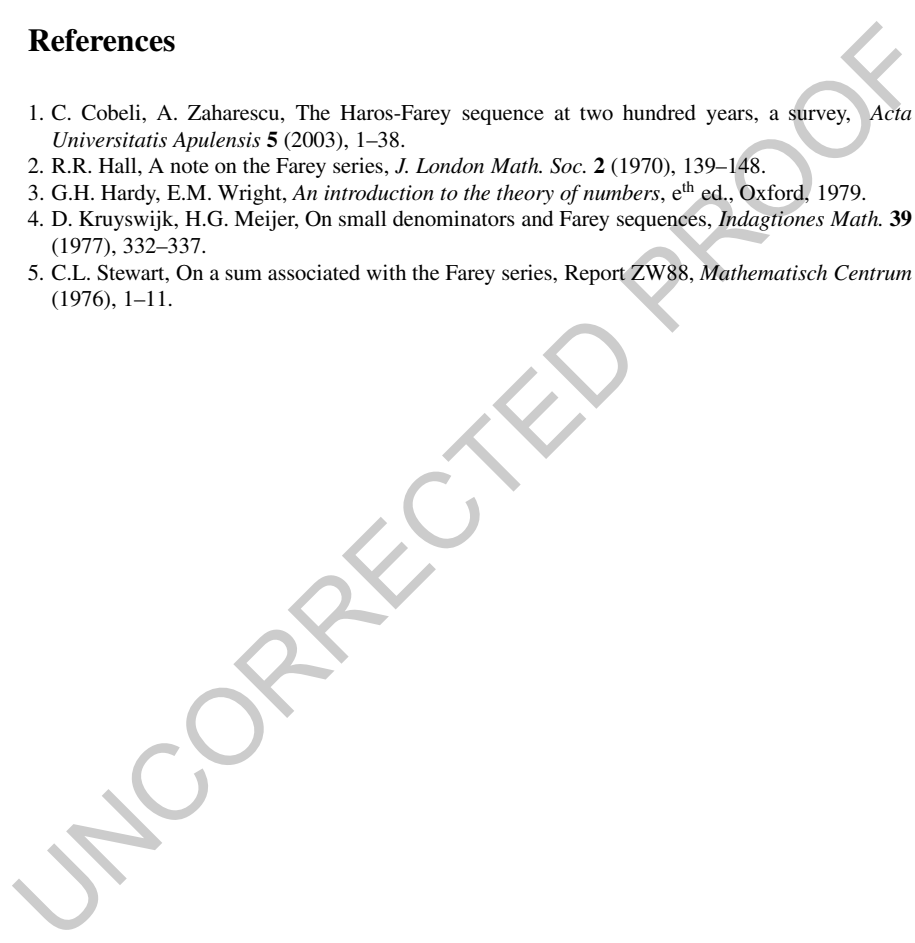 References
1. C. Cobeli, A. Zaharescu, The Haros-Farey sequence at two hundred years, a survey, Acta
Universitatis Apulensis 5 (2003), 1–38.
2. R.R. Hall, A note on the Farey series, J. London Math. Soc. 2 (1970), 139–148.
3. G.H. Hardy, E.M. Wright, An introduction to the theory of numbers, eth ed., Oxford, 1979.
4. D. Kruyswijk, H.G. Meijer, On small denominators and Farey sequences, Indagtiones Math. 39
(1977), 332–337.
5. C.L. Stewart, On a sum associated with the Farey series, Report ZW88, Mathematisch Centrum
(1976), 1–11.
UNCORRECTED PROOF